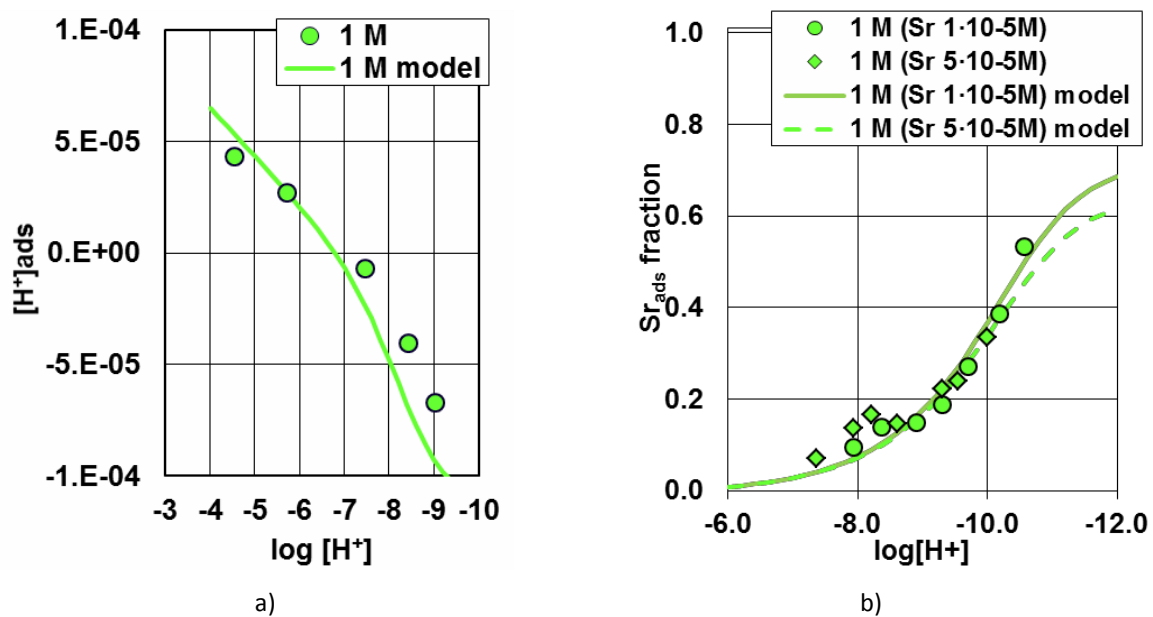 1.E-04
5.E-05
0.E+00
-5.E-05
-1.E-04
[H⁺]ads
1 M
1 M model
-3 -4 -5 -6 -7 -8 -9 -10
log [H⁺]
a)
1.0
0.8
0.6
0.4
0.2
0.0
Sr_ads fraction
1 M (Sr 1·10-5M)
1 M (Sr 5·10-5M)
1 M (Sr 1·10-5M) model
1 M (Sr 5·10-5M) model
-6.0 -8.0 -10.0 -12.0
log[H+]
b)